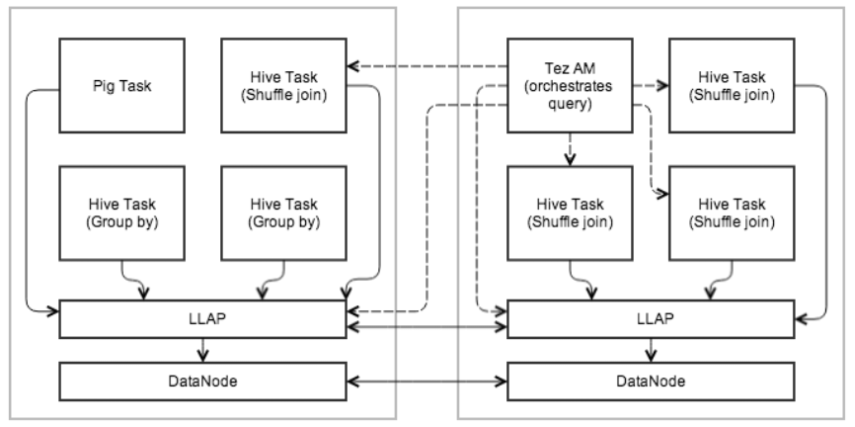 Pig Task
Hive Task
(Shuffle join)
Tez AM
(orchestrates
query)
Hive Task
(Shuffle join)
Hive Task
(Group by)
Hive Task
(Group by)
Hive Task
(Shuffle join)
Hive Task
(Shuffle join)
LLAP
LLAP
DataNode
DataNode